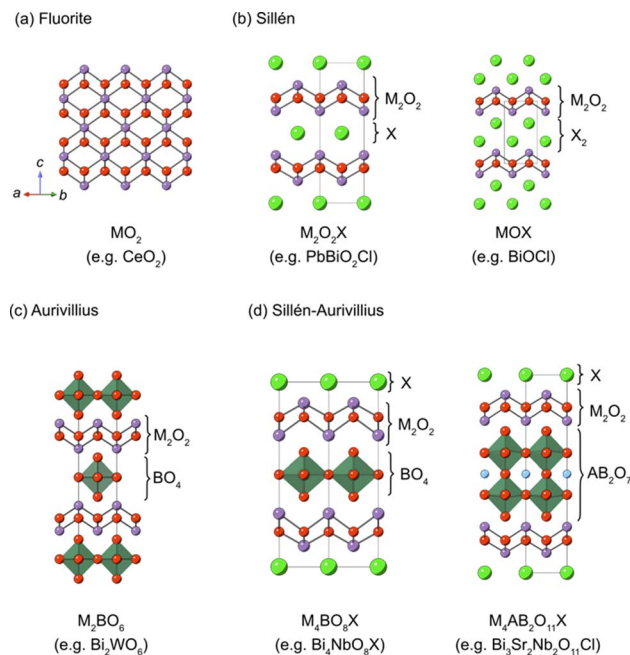 (a) Fluorite
(b) Sillén
M₂O₂
X
M₂O₂
X₂
c
a
b
MO₂
(e.g. CeO₂)
M₂O₂X
(e.g. PbBiO₂Cl)
MOX
(e.g. BiOCl)
(c) Aurivillius
(d) Sillén-Aurivillius
M₂O₂
BO₄
X
M₂O₂
BO₄
X
M₂O₂
AB₂O₇
M₂BO₆
(e.g. Bi₂WO₆)
M₄BO₈X
(e.g. Bi₄NbO₈X)
M₄AB₂O₁₁X
(e.g. Bi₃Sr₂Nb₂O₁₁Cl)